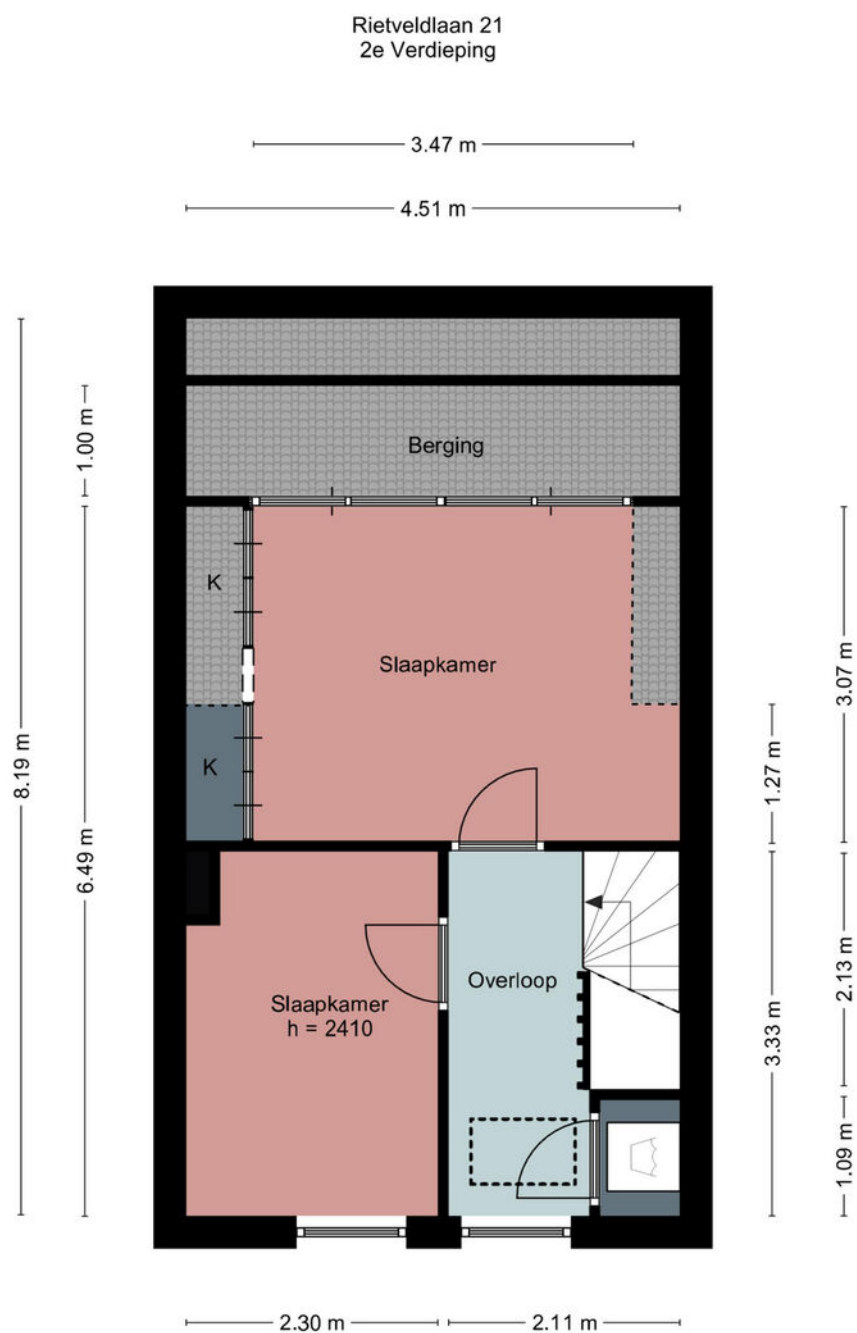 Rietveldlaan 21
2e Verdieping
3.47 m
4.51 m
1.00 m
Berging
K
Slaapkamer
3.07 m
8.19 m
1.27 m
K
6.49 m
2.13 m
Overloop
Slaapkamer
h = 2410
3.33 m
1.09 m
2.30 m
2.11 m